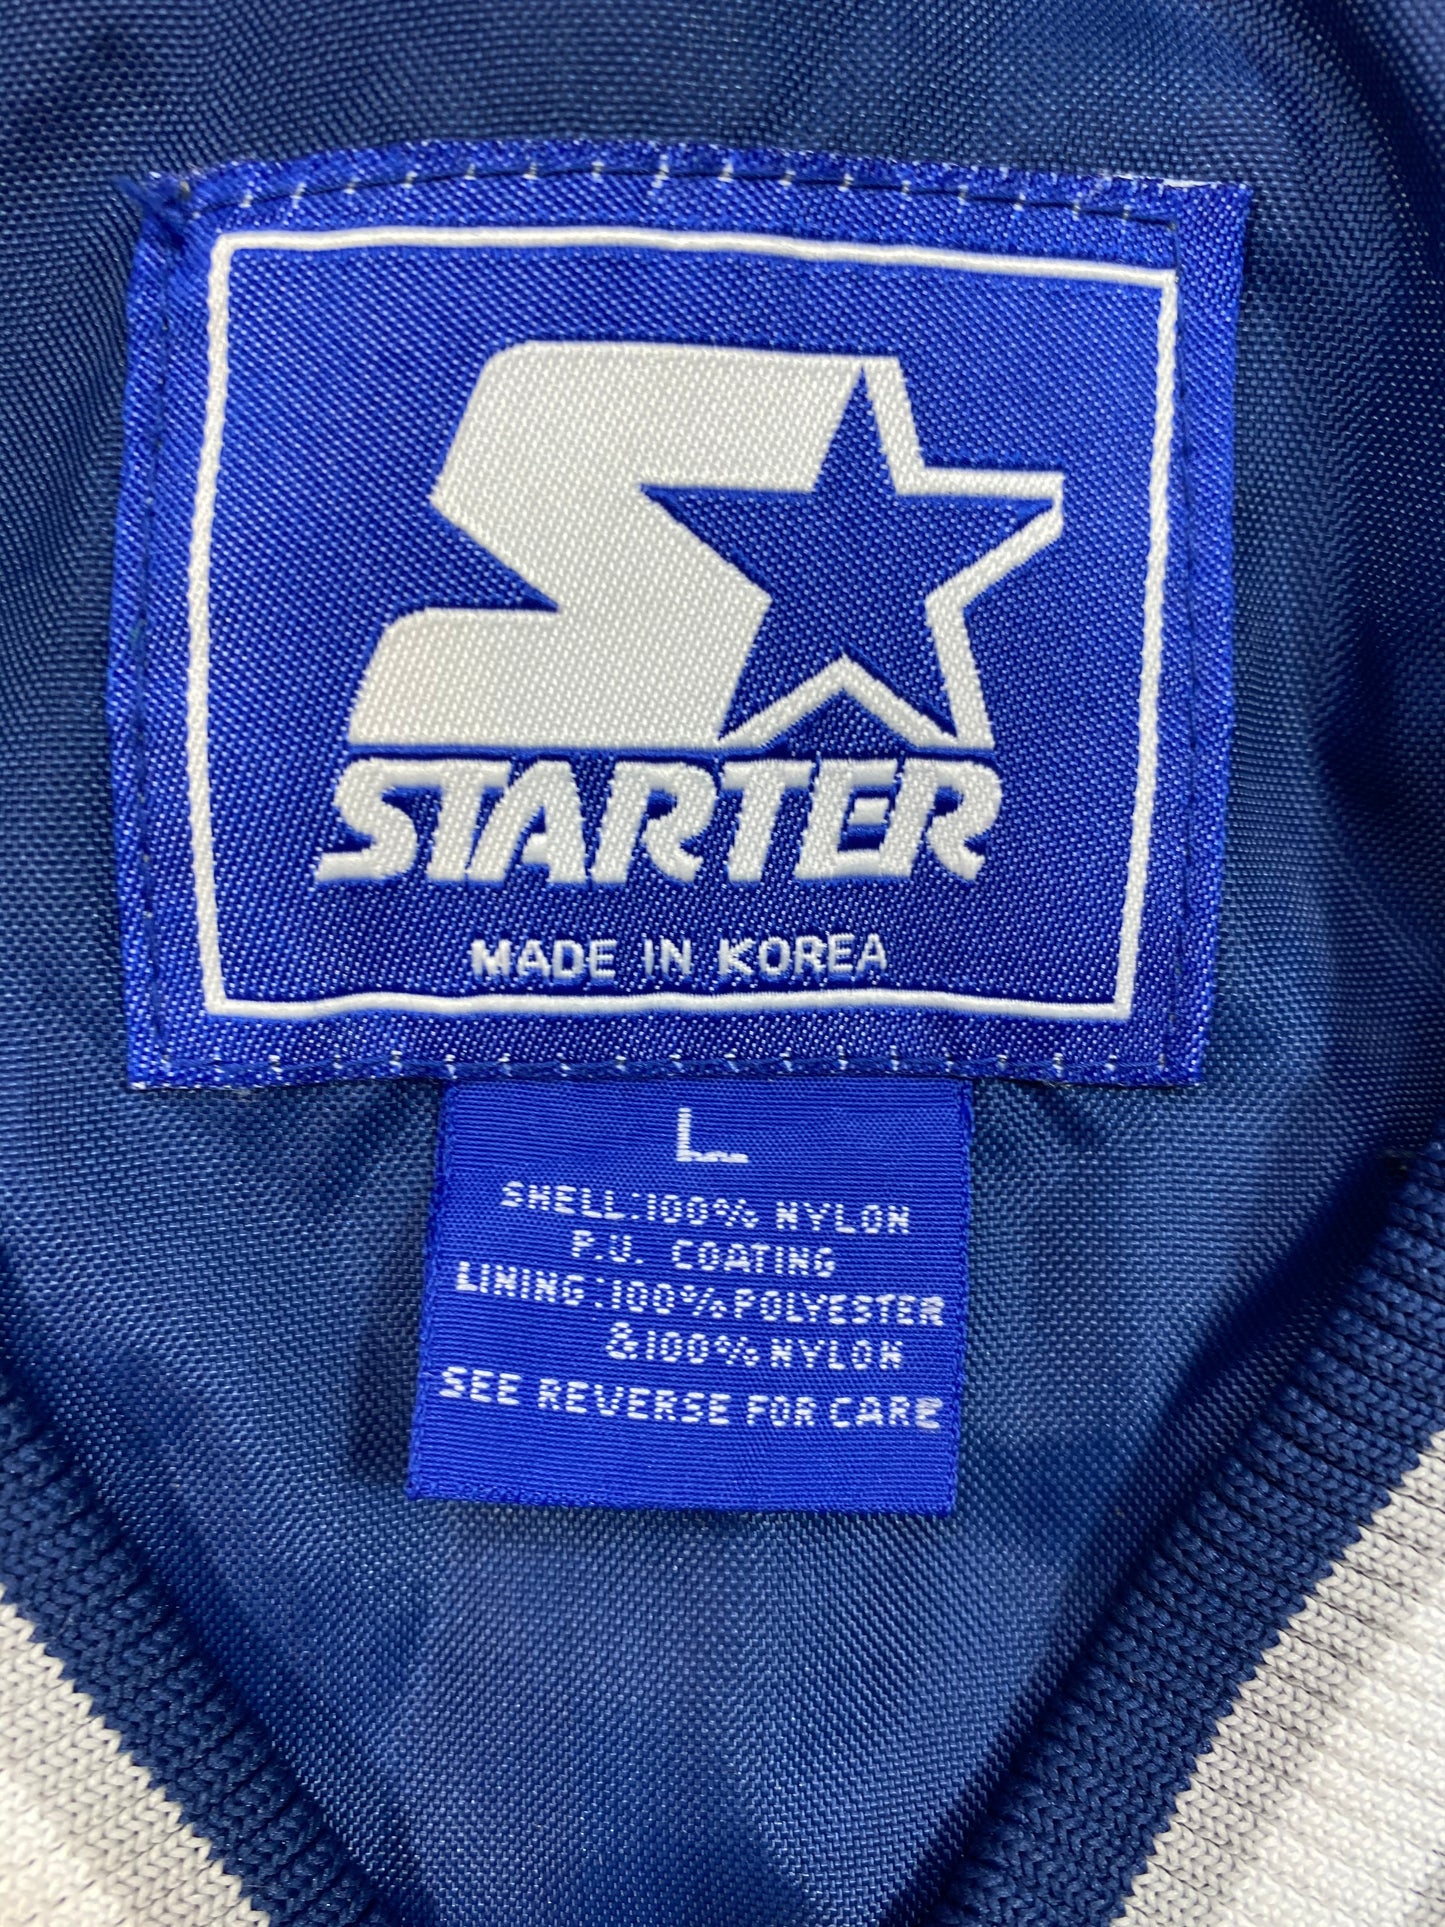 STARTER
MADE IN KOREA
L
SHELL:100% NYLON
P.U. COATING
LINING:100%POLYESTER
&100%NYLON
SEE REVERSE FOR CARE